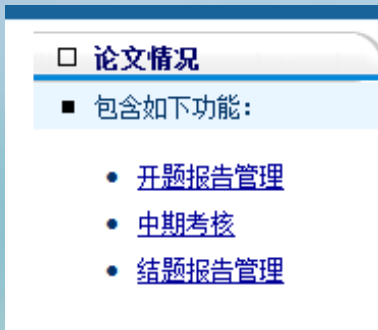 论文情况
包含如下功能：
开题报告管理
中期考核
结题报告管理